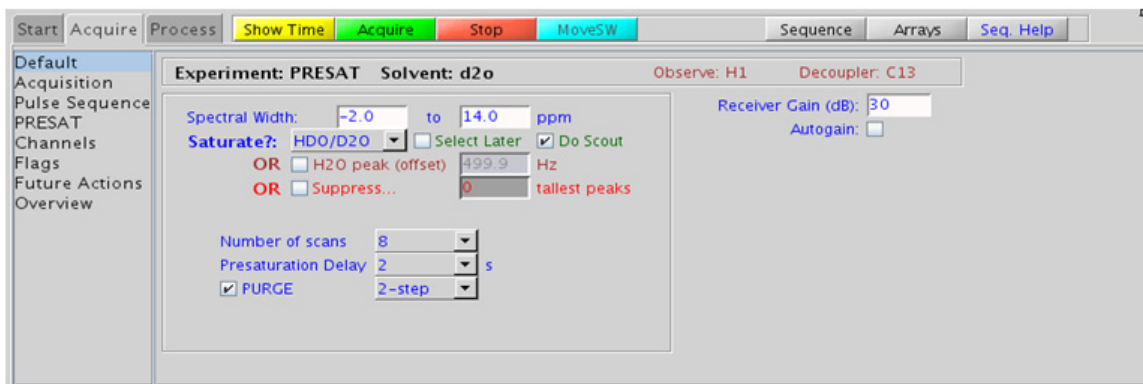 Start Acquire Process Show Time Acquire Stop MoveSW Sequence Arrays Seq. Help
Default
Acquisition
Pulse Sequence
PRESAT
Channels
Flags
Future Actions
Overview
Experiment: PRESAT Solvent: d2o Observe: H1 Decoupler: C13
Spectral Width: -2.0 to 14.0 ppm
Saturate?: HDO/D2O Select Later Do Scout
OR H2O peak (offset) 499.9 Hz
OR Suppress... 0 tallest peaks
Number of scans 8
Presaturation Delay 2 s
PURGE 2-step
Receiver Gain (dB): 30
Autogain: